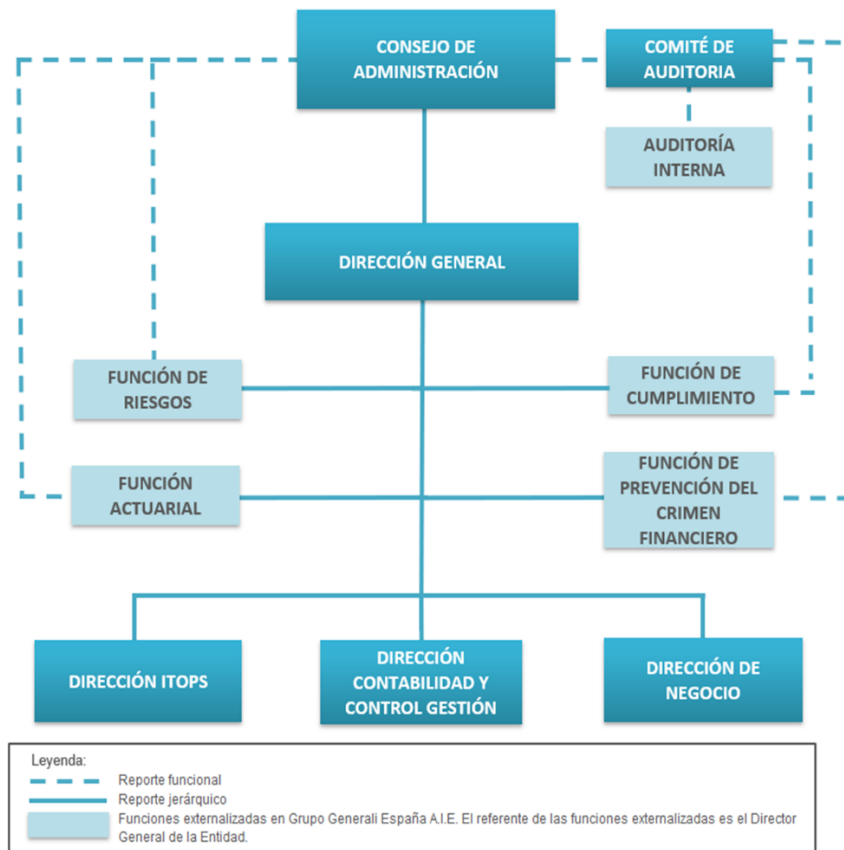 CONSEJO DE
ADMINISTRACIÓN
COMITÉ DE
AUDITORIA
AUDITORÍA
INTERNA
DIRECCIÓN GENERAL
FUNCIÓN DE
RIESGOS
FUNCIÓN DE
CUMPLIMIENTO
FUNCIÓN
ACTUARIAL
FUNCIÓN DE
PREVENCIÓN DEL
CRIMEN
FINANCIERO
DIRECCIÓN ITOPS
DIRECCIÓN
CONTABILIDAD Y
CONTROL GESTIÓN
DIRECCIÓN DE
NEGOCIO
Leyenda:
Reporte funcional
Reporte jerárquico
Funciones externalizadas en Grupo Generali España A.I.E. El referente de las funciones externalizadas es el Director
General de la Entidad.